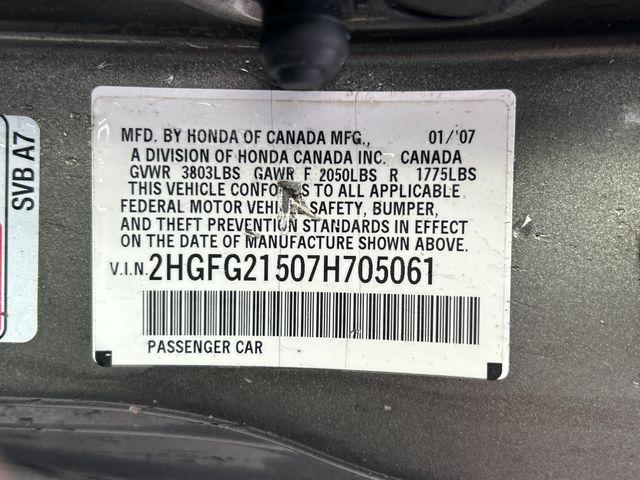 SVB A7
MFD. BY HONDA OF CANADA MFG., 01/'07
A DIVISION OF HONDA CANADA INC. CANADA
GVWR 3803LBS GAWR F 2050LBS R 1775LBS
THIS VEHICLE CONFORMS TO ALL APPLICABLE
FEDERAL MOTOR VEHICLE SAFETY, BUMPER,
AND THEFT PREVENTION STANDARDS IN EFFECT
ON THE DATE OF MANUFACTURE SHOWN ABOVE.
V.I.N. 2HGFG21507H705061
PASSENGER CAR